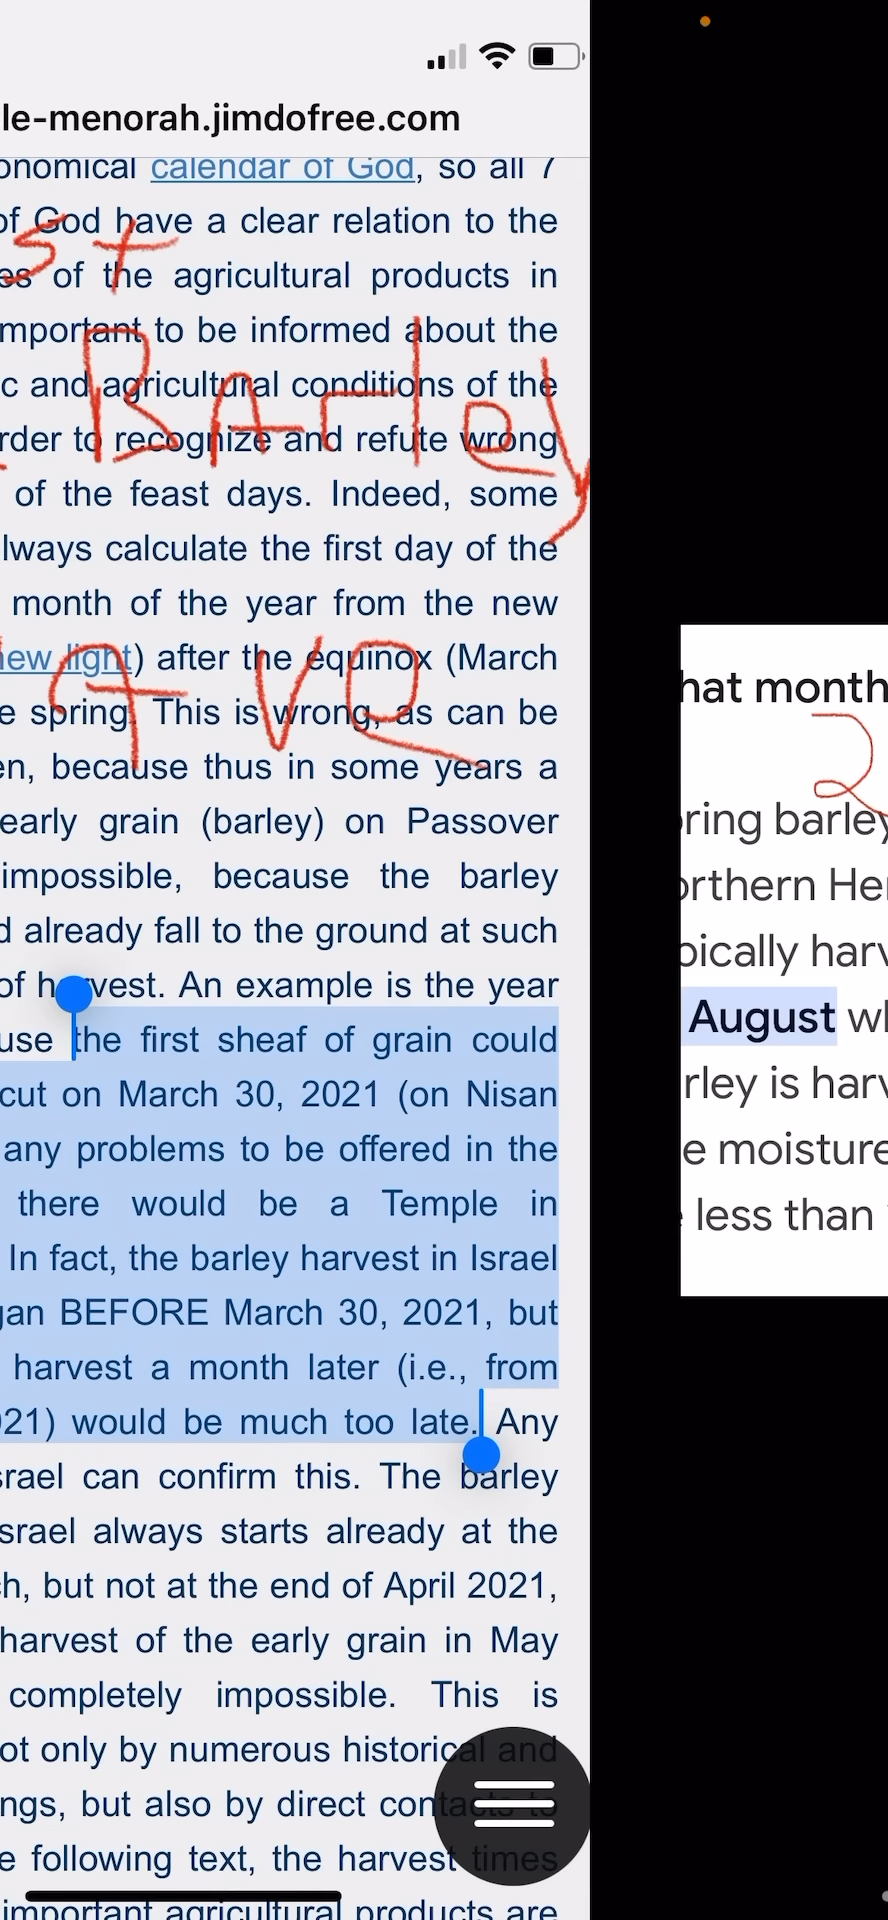 le-menorah.jimdofree.com
onomical calendar of God, so all 7
of God have a clear relation to the
es of the agricultural products in
mportant to be informed about the
c and agricultural conditions of the
rder to recognize and refute wrong
of the feast days. Indeed, some
lways calculate the first day of the
month of the year from the new
new light) after the equinox (March
e spring. This is wrong, as can be
en, because thus in some years a
early grain (barley) on Passover
impossible, because the barley
d already fall to the ground at such
of harvest. An example is the year
use the first sheaf of grain could
cut on March 30, 2021 (on Nisan
any problems to be offered in the
there would be a Temple in
In fact, the barley harvest in Israel
gan BEFORE March 30, 2021, but
harvest a month later (i.e., from
021) would be much too late. Any
srael can confirm this. The barley
srael always starts already at the
ch, but not at the end of April 2021,
harvest of the early grain in May
completely impossible. This is
ot only by numerous historical and
ngs, but also by direct contacts to
e following text, the harvest times
important agricultural products are
st
BArley
hat month
2
ring barley
orthern Her
pically harv
August wh
rley is harv
e moisture
less than